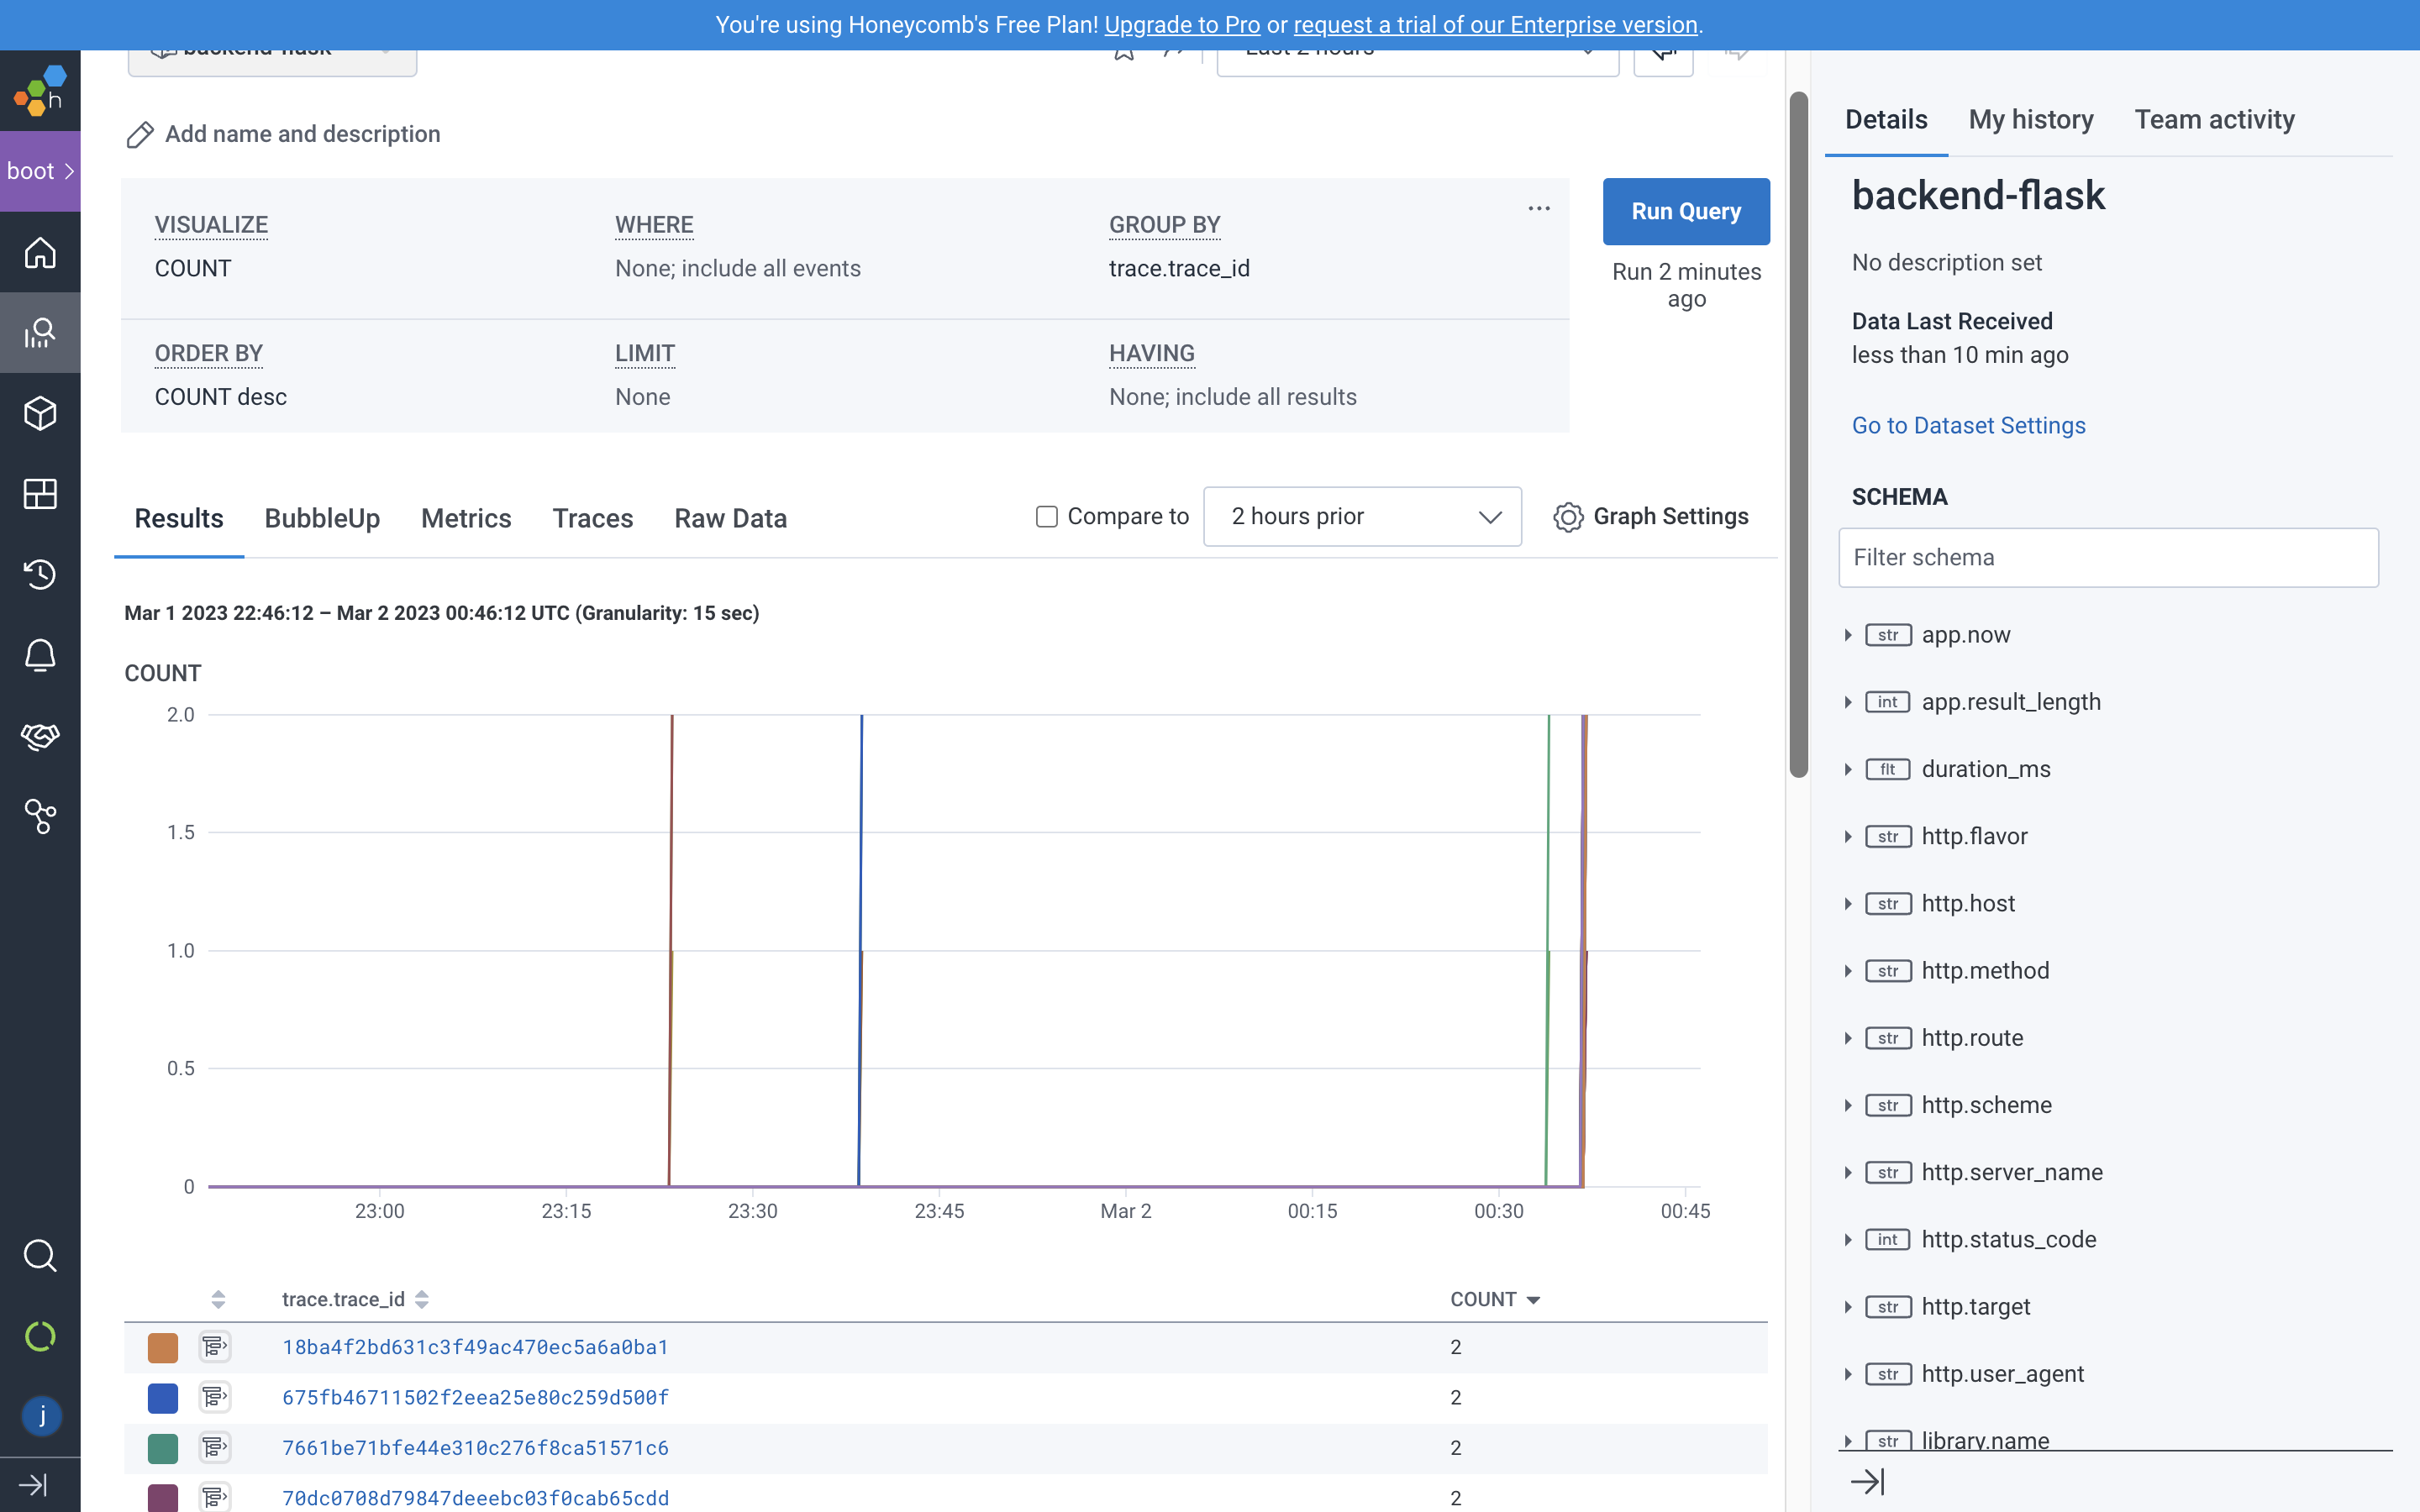 You're using Honeycomb's Free Plan! Upgrade to Pro or request a trial of our Enterprise version.
backend-flask
Last 2 hours
h
boot
Add name and description
VISUALIZE
COUNT
WHERE
None; include all events
GROUP BY
trace.trace_id
ORDER BY
COUNT desc
LIMIT
None
HAVING
None; include all results
Run Query
Run 2 minutes
ago
Results BubbleUp Metrics Traces Raw Data
Compare to
2 hours prior
Graph Settings
Mar 1 2023 22:46:12 – Mar 2 2023 00:46:12 UTC (Granularity: 15 sec)
COUNT
2.0
1.5
1.0
0.5
0
23:00 23:15 23:30 23:45 Mar 2 00:15 00:30 00:45
trace.trace_id COUNT
18ba4f2bd631c3f49ac470ec5a6a0ba1 2
675fb46711502f2eea25e80c259d500f 2
7661be71bfe44e310c276f8ca51571c6 2
70dc0708d79847deeebc03f0cab65cdd 2
j
Details My history Team activity
backend-flask
No description set
Data Last Received
less than 10 min ago
Go to Dataset Settings
SCHEMA
Filter schema
str app.now
int app.result_length
flt duration_ms
str http.flavor
str http.host
str http.method
str http.route
str http.scheme
str http.server_name
int http.status_code
str http.target
str http.user_agent
str library.name